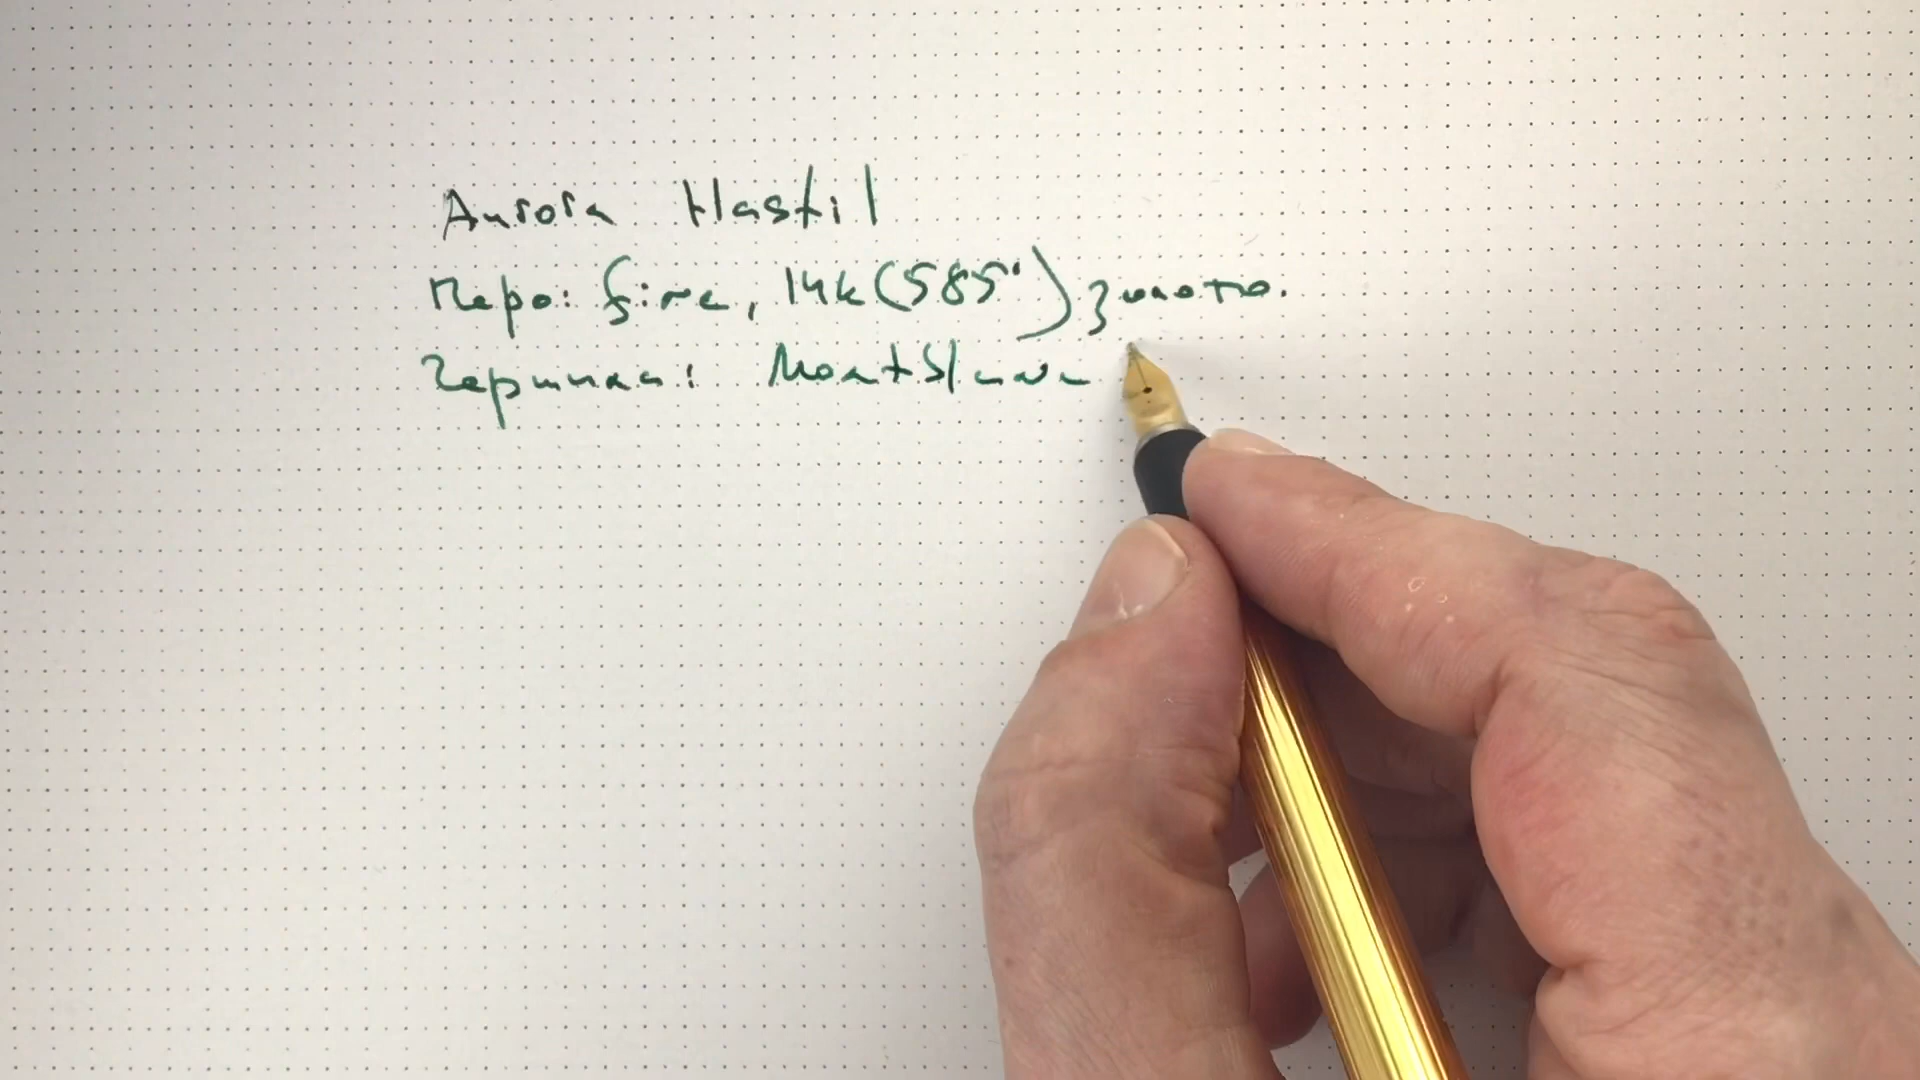 Aurora Hastil
Перо: fine, 14k (585°) золото.
Чернила: Montblanc